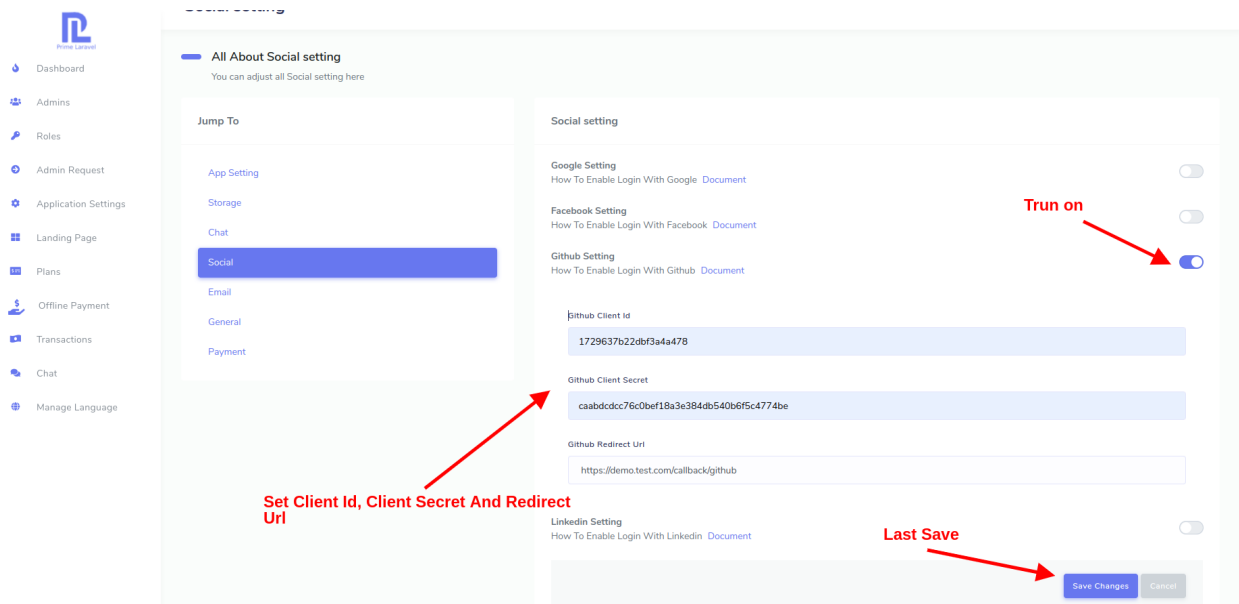 Social setting
Prime Laravel
Dashboard
Admins
Roles
Admin Request
Application Settings
Landing Page
Plans
Offline Payment
Transactions
Chat
Manage Language
All About Social setting
You can adjust all Social setting here
Jump To
App Setting
Storage
Chat
Social
Email
General
Payment
Social setting
Google Setting
How To Enable Login With Google Document
Facebook Setting
How To Enable Login With Facebook Document
Trun on
Github Setting
How To Enable Login With Github Document
Github Client Id
1729637b22dbf3a4a478
Github Client Secret
caabdcdcc76c0bef18a3e384db540b6f5c4774be
Github Redirect Url
https://demo.test.com/callback/github
Set Client Id, Client Secret And Redirect
Url
Linkedin Setting
How To Enable Login With Linkedin Document
Last Save
Save Changes
Cancel